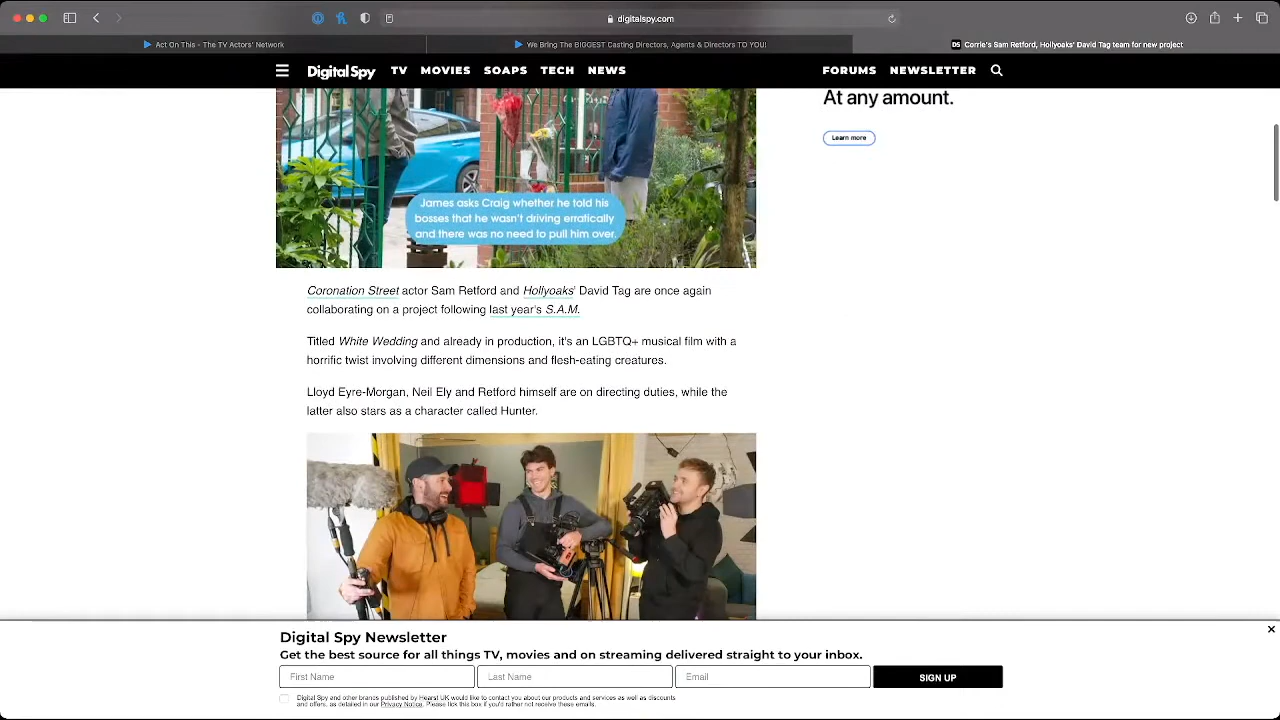 digitalspy.com
Act On This - The TV Actors' Network
We Bring The BIGGEST Casting Directors, Agents & Directors TO YOU!
DS Corrie's Sam Retford, Hollyoaks' David Tag team for new project
Digital Spy TV MOVIES SOAPS TECH NEWS FORUMS NEWSLETTER
At any amount.
Learn more
James asks Craig whether he told his
bosses that he wasn't driving erratically
and there was no need to pull him over.
Coronation Street actor Sam Retford and Hollyoaks' David Tag are once again
collaborating on a project following last year's S.A.M.
Titled White Wedding and already in production, it's an LGBTQ+ musical film with a
horrific twist involving different dimensions and flesh-eating creatures.
Lloyd Eyre-Morgan, Neil Ely and Retford himself are on directing duties, while the
latter also stars as a character called Hunter.
Digital Spy Newsletter
Get the best source for all things TV, movies and on streaming delivered straight to your inbox.
First Name
Last Name
Email
SIGN UP
Digital Spy and other brands published by Hearst UK would like to contact you about our products and services as well as discounts
and offers, as detailed in our Privacy Notice. Please tick this box if you'd rather not receive these emails.